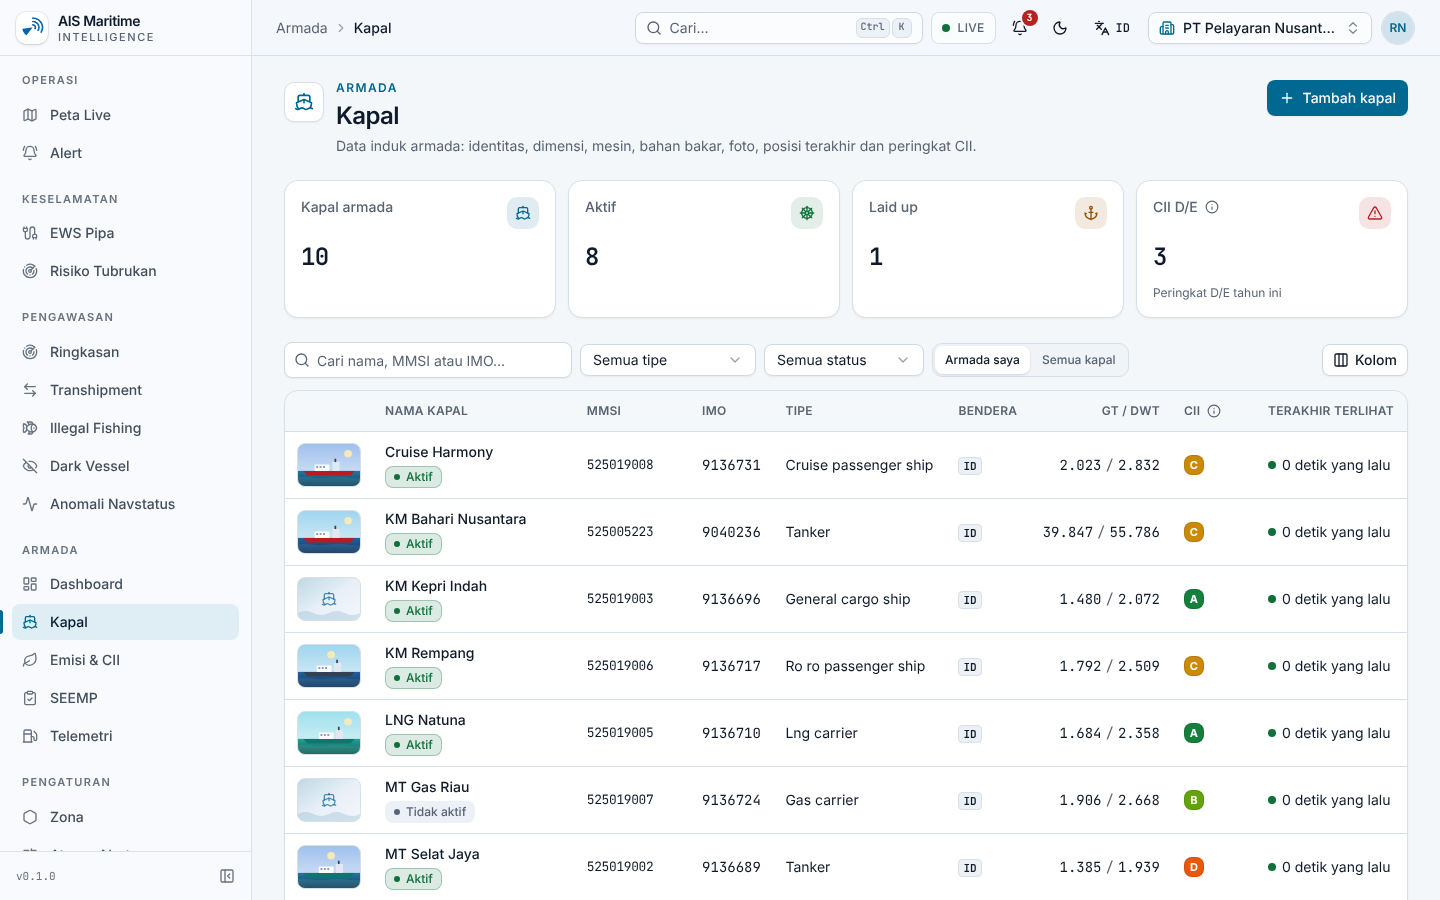 AIS Maritime
INTELLIGENCE
OPERASI
Peta Live
Alert
KESELAMATAN
EWS Pipa
Risiko Tubrukan
PENGAWASAN
Ringkasan
Transhipment
Illegal Fishing
Dark Vessel
Anomali Navstatus
ARMADA
Dashboard
Kapal
Emisi & CII
SEEMP
Telemetri
PENGATURAN
Zona
v0.1.0
Armada > Kapal
Cari... Ctrl K
LIVE
3
ID
PT Pelayaran Nusant...
RN
ARMADA
Kapal
Data induk armada: identitas, dimensi, mesin, bahan bakar, foto, posisi terakhir dan peringkat CII.
+ Tambah kapal
Kapal armada
10
Aktif
8
Laid up
1
CII D/E
3
Peringkat D/E tahun ini
Cari nama, MMSI atau IMO...
Semua tipe
Semua status
Armada saya
Semua kapal
Kolom
NAMA KAPAL MMSI IMO TIPE BENDERA GT / DWT CII TERAKHIR TERLIHAT
Cruise Harmony
Aktif
525019008 9136731 Cruise passenger ship ID 2.023 / 2.832 C 0 detik yang lalu
KM Bahari Nusantara
Aktif
525005223 9040236 Tanker ID 39.847 / 55.786 C 0 detik yang lalu
KM Kepri Indah
Aktif
525019003 9136696 General cargo ship ID 1.480 / 2.072 A 0 detik yang lalu
KM Rempang
Aktif
525019006 9136717 Ro ro passenger ship ID 1.792 / 2.509 C 0 detik yang lalu
LNG Natuna
Aktif
525019005 9136710 Lng carrier ID 1.684 / 2.358 A 0 detik yang lalu
MT Gas Riau
Tidak aktif
525019007 9136724 Gas carrier ID 1.906 / 2.668 B 0 detik yang lalu
MT Selat Jaya
Aktif
525019002 9136689 Tanker ID 1.385 / 1.939 D 0 detik yang lalu